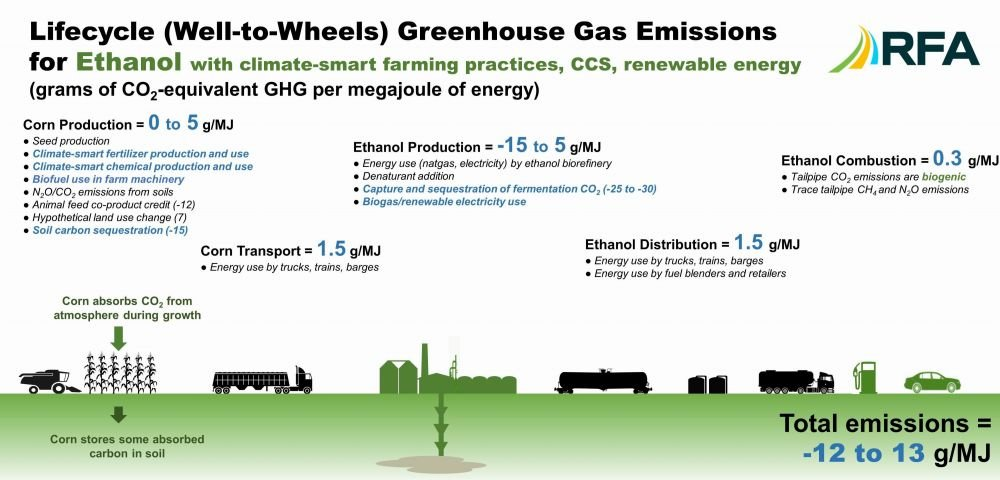 Lifecycle (Well-to-Wheels) Greenhouse Gas Emissions
for Ethanol with climate-smart farming practices, CCS, renewable energy
(grams of CO₂-equivalent GHG per megajoule of energy)
RFA
Corn Production = 0 to 5 g/MJ
● Seed production
● Climate-smart fertilizer production and use
● Climate-smart chemical production and use
● Biofuel use in farm machinery
● N₂O/CO₂ emissions from soils
● Animal feed co-product credit (-12)
● Hypothetical land use change (7)
● Soil carbon sequestration (-15)
Corn Transport = 1.5 g/MJ
● Energy use by trucks, trains, barges
Ethanol Production = -15 to 5 g/MJ
● Energy use (natgas, electricity) by ethanol biorefinery
● Denaturant addition
● Capture and sequestration of fermentation CO₂ (-25 to -30)
● Biogas/renewable electricity use
Ethanol Distribution = 1.5 g/MJ
● Energy use by trucks, trains, barges
● Energy use by fuel blenders and retailers
Ethanol Combustion = 0.3 g/MJ
● Tailpipe CO₂ emissions are biogenic
● Trace tailpipe CH₄ and N₂O emissions
Corn absorbs CO₂ from
atmosphere during growth
Corn stores some absorbed
carbon in soil
Total emissions =
-12 to 13 g/MJ